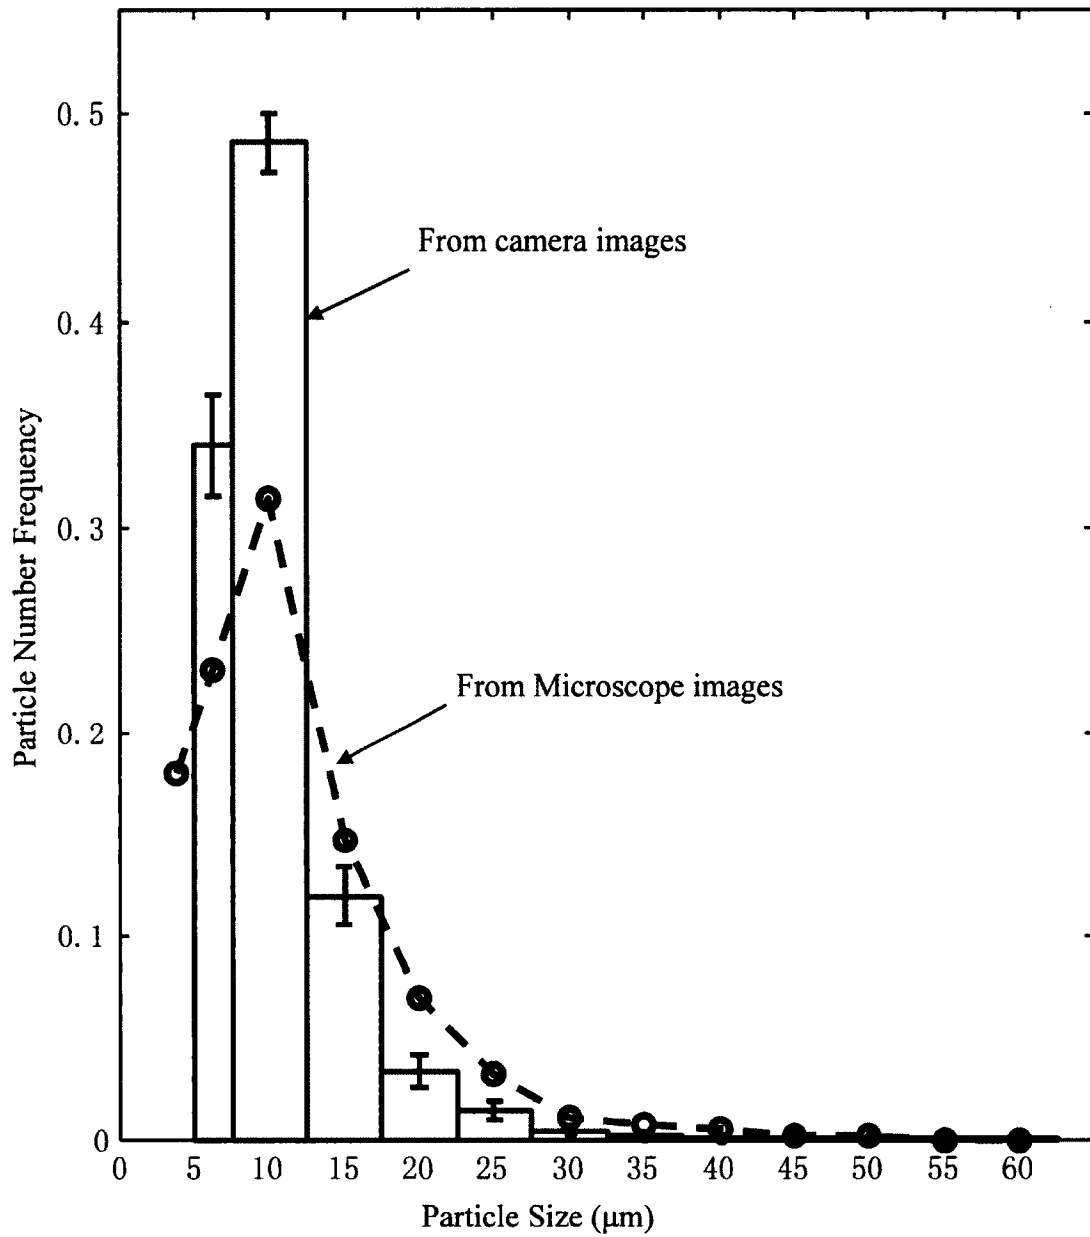 0.5
From camera images
0.4
Particle Number Frequency
0.3
From Microscope images
0.2
0.1
0
0 5 10 15 20 25 30 35 40 45 50 55 60
Particle Size (μm)